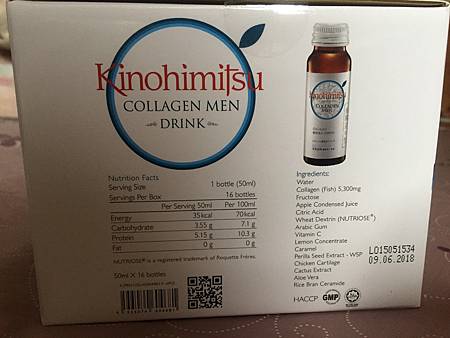 Kinohimitsu
COLLAGEN MEN
DRINK
Kinohimitsu
COLLAGEN
MEN
Nutrition Facts
Serving Size 1 bottle (50ml)
Servings Per Box 16 bottles
Per Serving 50ml Per 100ml
Energy 35kcal 70kcal
Carbohydrate 3.55 g 7.1 g
Protein 5.15 g 10.3 g
Fat 0 g 0 g
NUTRIOSE® is a registered trademark of Roquette Frères.
50ml X 16 bottles
Ingredients:
Water
Collagen (Fish) 5,300mg
Fructose
Apple Condensed Juice
Citric Acid
Wheat Dextrin (NUTRIOSE®)
Arabic Gum
Vitamin C
Lemon Concentrate
Caramel
Perilla Seed Extract - WSP
Chicken Cartilage
Cactus Extract
Aloe Vera
Rice Bran Ceramide
LO15051534
09.06.2018
HACCP GMP